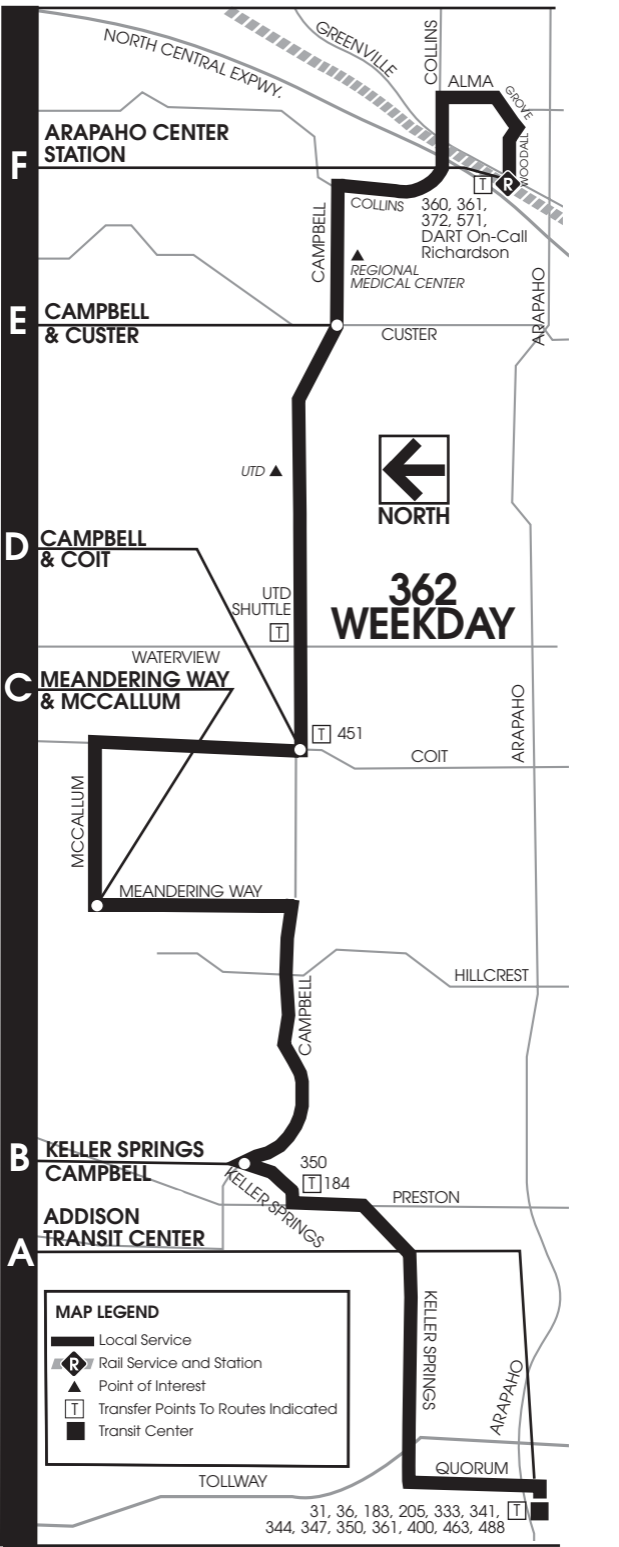 NORTH CENTRAL EXPWY.
GREENVILLE
COLLINS
ALMA
GROVE
WOODALL
F
ARAPAHO CENTER
STATION
T
R
COLLINS
360, 361,
372, 571,
DART On-Call
Richardson
CAMPBELL
REGIONAL
MEDICAL CENTER
ARAPAHO
E
CAMPBELL
& CUSTER
CUSTER
UTD
NORTH
D
CAMPBELL
& COIT
362
WEEKDAY
UTD
SHUTTLE
T
WATERVIEW
C
MEANDERING WAY
& MCCALLUM
ARAPAHO
T 451
COIT
MCCALLUM
MEANDERING WAY
HILLCREST
CAMPBELL
B
KELLER SPRINGS
CAMPBELL
350
T 184
KELLER SPRINGS
PRESTON
A
ADDISON
TRANSIT CENTER
KELLER SPRINGS
ARAPAHO
MAP LEGEND
Local Service
R Rail Service and Station
Point of Interest
T Transfer Points To Routes Indicated
Transit Center
TOLLWAY
QUORUM
31, 36, 183, 205, 333, 341, T
344, 347, 350, 361, 400, 463, 488